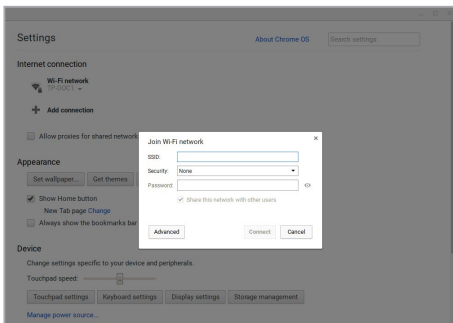 Settings
About Chrome OS
Search settings
Internet connection
Wi-Fi network
TP-DOC1
Add connection
Allow proxies for shared network
Join Wi-Fi network
SSID:
Security: None
Password:
Share this network with other users
Advanced Connect Cancel
Appearance
Set wallpaper... Get themes
Show Home button
New Tab page Change
Always show the bookmarks bar
Device
Change settings specific to your device and peripherals.
Touchpad speed:
Touchpad settings Keyboard settings Display settings Storage management
Manage power source...